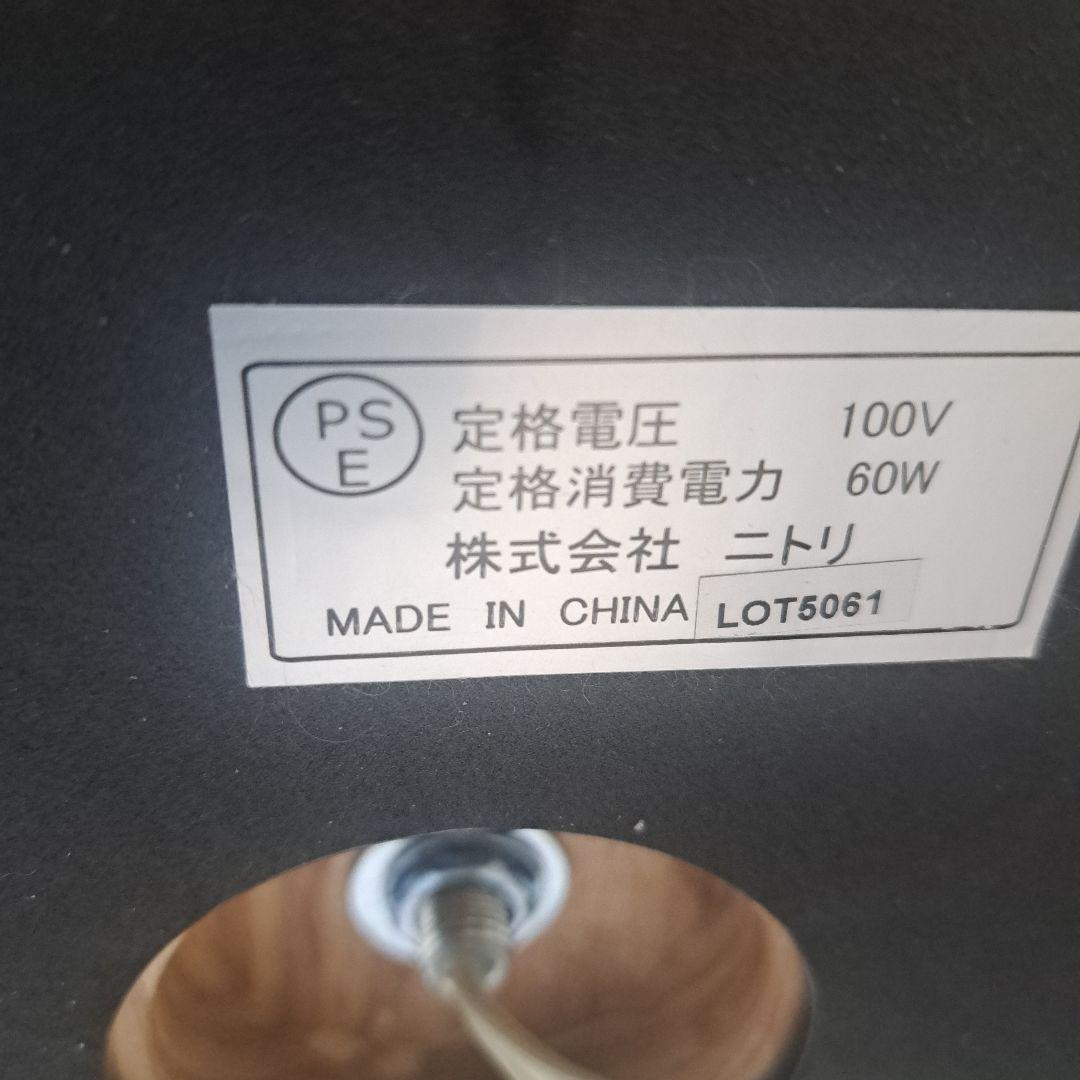 PS
E
定格電圧 100V
定格消費電力 60W
株式会社 ニトリ
MADE IN CHINA LOT5061